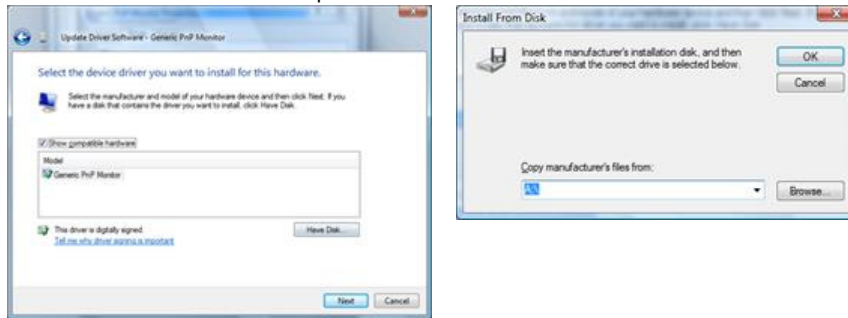 Update Driver Software - Generic PnP Monitor
Select the device driver you want to install for this hardware.
Select the manufacturer and model of your hardware device and then click Next. If you
have a disk that contains the driver you want to install, click Have Disk.
Show compatible hardware
Model
Generic PnP Monitor
This driver is digitally signed.
Tell me why driver signing is important
Have Disk...
Next
Cancel
Install From Disk
Insert the manufacturer's installation disk, and then
make sure that the correct drive is selected below.
OK
Cancel
Copy manufacturer's files from:
A:\
Browse...